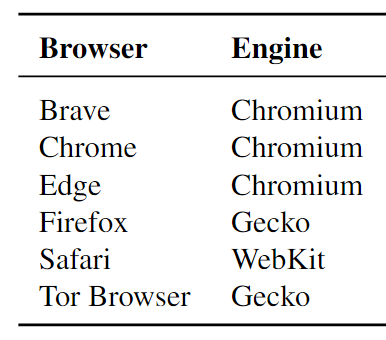 Browser Engine
Brave Chromium
Chrome Chromium
Edge Chromium
Firefox Gecko
Safari WebKit
Tor Browser Gecko